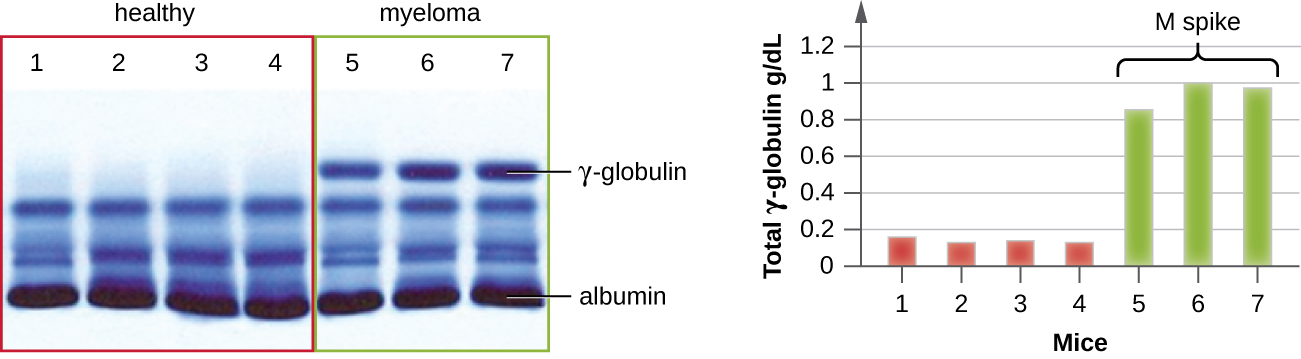 healthy
myeloma
1 2 3 4 5 6 7
γ-globulin
albumin
M spike
Total γ-globulin g/dL
1.2
1
0.8
0.6
0.4
0.2
0
1 2 3 4 5 6 7
Mice